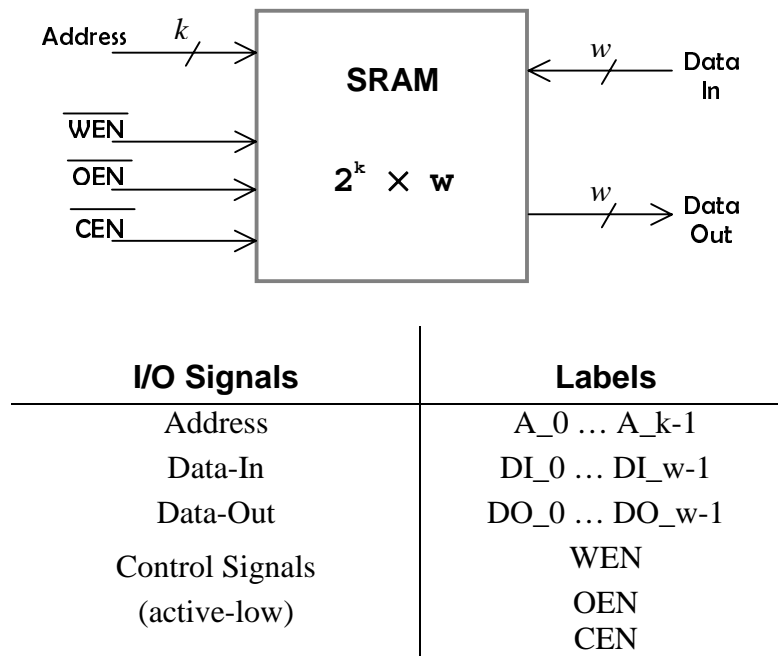 Address k
SRAM
w Data
In
WEN
OEN
CEN
2^k × w
w Data
Out
I/O Signals Labels
Address A_0 … A_k-1
Data-In DI_0 … DI_w-1
Data-Out DO_0 … DO_w-1
Control Signals
(active-low)
WEN
OEN
CEN